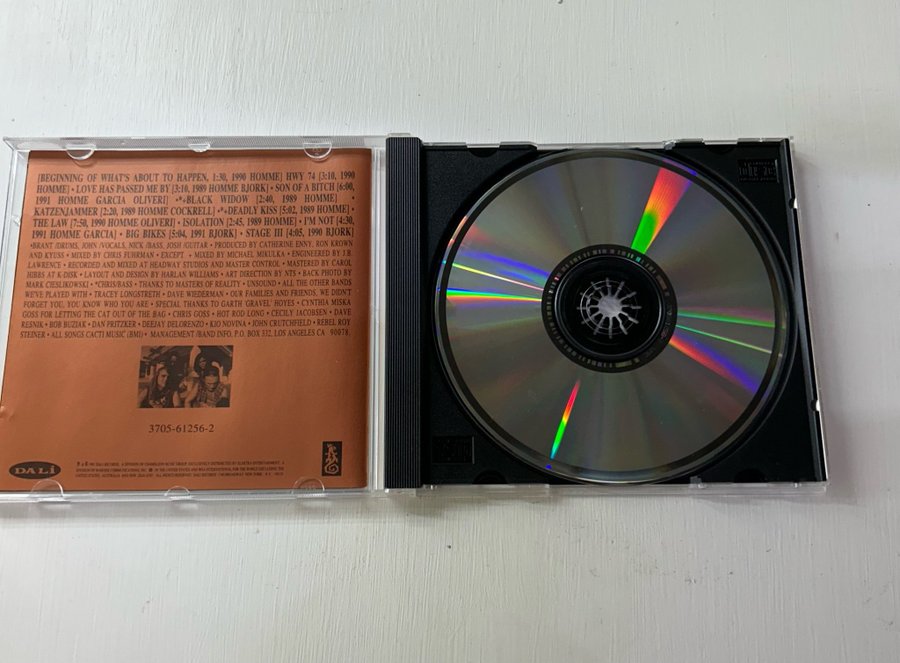 [BEGINNING OF WHAT'S ABOUT TO HAPPEN, 1:30, 1990 HOMME] HWY 74 [3:10, 1990
HOMME] • LOVE HAS PASSED ME BY [3:10, 1989 HOMME BJORK] • SON OF A BITCH [6:00,
1991 HOMME GARCIA OLIVERI] • *•BLACK WIDOW [2:40, 1989 HOMME] •
KATZENJAMMER [2:20, 1989 HOMME COCKRELL] • *•DEADLY KISS [5:02, 1989 HOMME] •
THE LAW [7:50, 1990 HOMME OLIVERI] • ISOLATION [2:45, 1989 HOMME] • I'M NOT [4:30,
1991 HOMME GARCIA] • BIG BIKES [5:04, 1991 BJORK] • STAGE III [4:05, 1990 BJORK]
•BRANT /DRUMS, JOHN /VOCALS, NICK /BASS, JOSH /GUITAR • PRODUCED BY CATHERINE ENNY, RON KROWN
AND KYUSS • MIXED BY CHRIS FUHRMAN • EXCEPT • MIXED BY MICHAEL MIKULKA • ENGINEERED BY J.B.
LAWRENCE • RECORDED AND MIXED AT HEADWAY STUDIOS AND MASTER CONTROL • MASTERED BY CAROL
HIBBS AT K-DISK • LAYOUT AND DESIGN BY HARLAN WILLIAMS • ART DIRECTION BY NTS • BACK PHOTO BY
MARK CIESLIKOWSKI • *CHRIS/BASS • THANKS TO MASTERS OF REALITY • UNSOUND • ALL THE OTHER BANDS
WE'VE PLAYED WITH • TRACEY LONGSTRETH • DAVE WIEDERMAN • OUR FAMILIES AND FRIENDS, WE DIDN'T
FORGET YOU, YOU KNOW WHO YOU ARE • SPECIAL THANKS TO GARTH GRAVEL HOYES • CYNTHIA MISKA
GOSS FOR LETTING THE CAT OUT OF THE BAG • CHRIS GOSS • HOT ROD LONG • CECILY JACOBSEN • DAVE
RESNIK • BOB BUZIAK • DAN PRITZKER • DEEJAY DELORENZO • KIO NOVINA • JOHN CRUTCHFIELD • REBEL ROY
STEINER • ALL SONGS CACTI MUSIC (BMI) • MANAGEMENT /BAND INFO. P.O. BOX 37Z, LOS ANGELES CA 90078
3705-61256-2
DALI